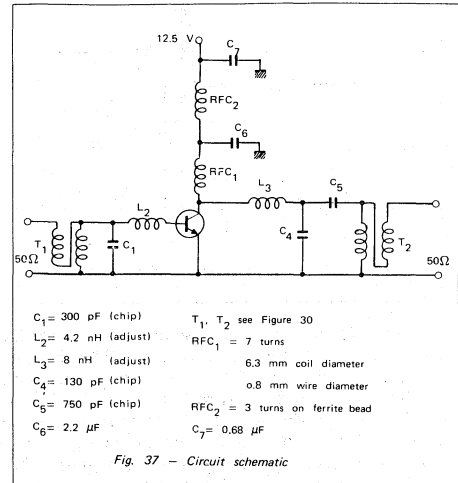 12.5 V
C7
RFC2
C6
RFC1
L3
C5
L2
T1
C1
C4
T2
50Ω
50Ω
C1= 300 pF (chip)
L2= 4.2 nH (adjust)
L3= 8 nH (adjust)
C4= 130 pF (chip)
C5= 750 pF (chip)
C6= 2.2 μF
T1, T2 see Figure 30
RFC1 = 7 turns
6.3 mm coil diameter
o.8 mm wire diameter
RFC2 = 3 turns on ferrite bead
C7= 0.68 μF
Fig. 37 – Circuit schematic